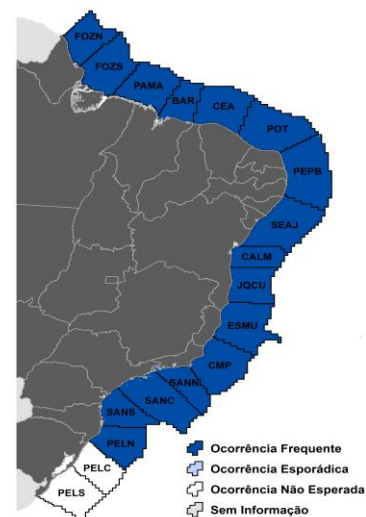 FOZN
FOZS
PAMA
BAR
CEA
POT
PEPB
SEAJ
CALM
JQCU
ESMU
CMP
SANN
SANC
SANS
PELN
PELC
PELS
Ocorrência Frequente
Ocorrência Esporádica
Ocorrência Não Esperada
Sem Informação